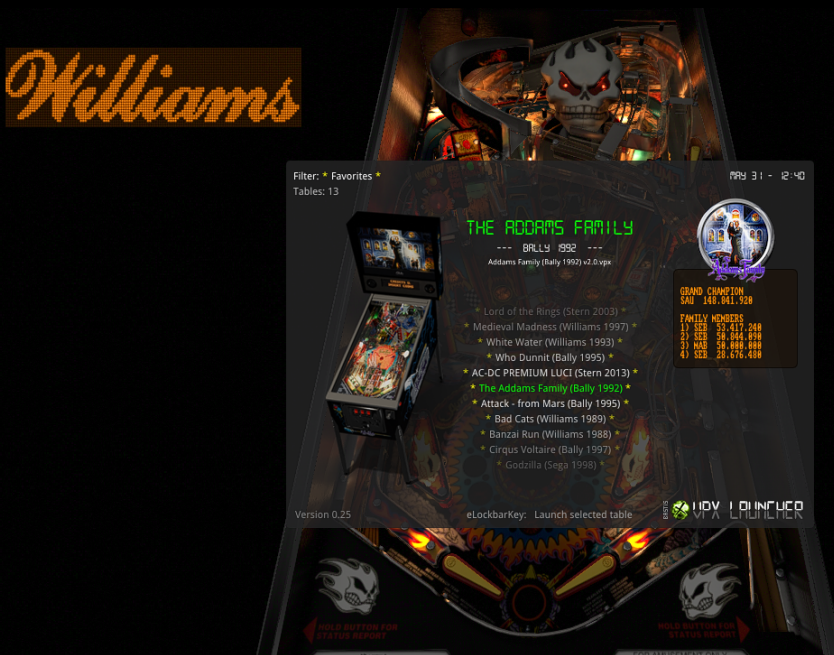 Williams
Filter: * Favorites *
Tables: 13
MAY 31 - 12:40
THE ADDAMS FAMILY
--- BALLY 1992 ---
Addams Family (Bally 1992) v2.0.vpx
Addams Family
GRAND CHAMPION
SAU 148.841.920
FAMILY MEMBERS
1) SEB 53.417.240
2) SEB 50.844.090
3) MAB 50.000.000
4) SEB 28.676.480
* Lord of the Rings (Stern 2003) *
* Medieval Madness (Williams 1997) *
* White Water (Williams 1993) *
* Who Dunnit (Bally 1995) *
* AC-DC PREMIUM LUCI (Stern 2013) *
* The Addams Family (Bally 1992) *
* Attack - from Mars (Bally 1995) *
* Bad Cats (Williams 1989) *
* Banzai Run (Williams 1988) *
* Cirqus Voltaire (Bally 1997) *
* Godzilla (Sega 1998) *
Version 0.25
eLockbarKey: Launch selected table
VPX LAUNCHER
HOLD BUTTON FOR
STATUS REPORT
HOLD BUTTON FOR
STATUS REPORT